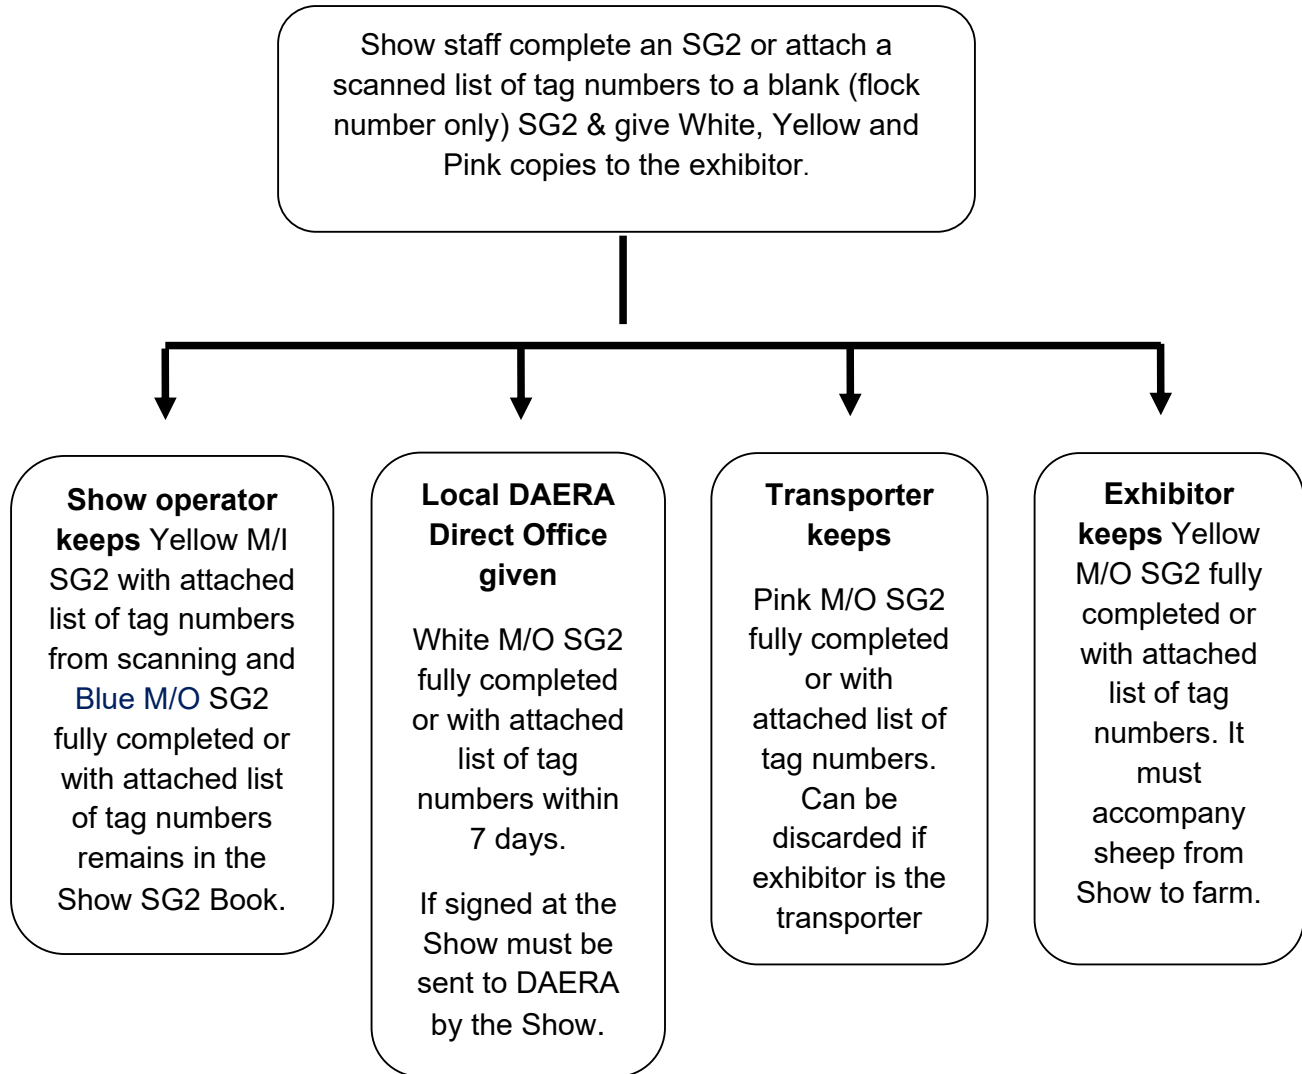 Show staff complete an SG2 or attach a
scanned list of tag numbers to a blank (flock
number only) SG2 & give White, Yellow and
Pink copies to the exhibitor.
Show operator
keeps Yellow M/I
SG2 with attached
list of tag numbers
from scanning and
Blue M/O SG2
fully completed or
with attached list
of tag numbers
remains in the
Show SG2 Book.
Local DAERA
Direct Office
given
White M/O SG2
fully completed
or with attached
list of tag
numbers within
7 days.
If signed at the
Show must be
sent to DAERA
by the Show.
Transporter
keeps
Pink M/O SG2
fully completed
or with
attached list of
tag numbers.
Can be
discarded if
exhibitor is the
transporter
Exhibitor
keeps Yellow
M/O SG2 fully
completed or
with attached
list of tag
numbers. It
must
accompany
sheep from
Show to farm.